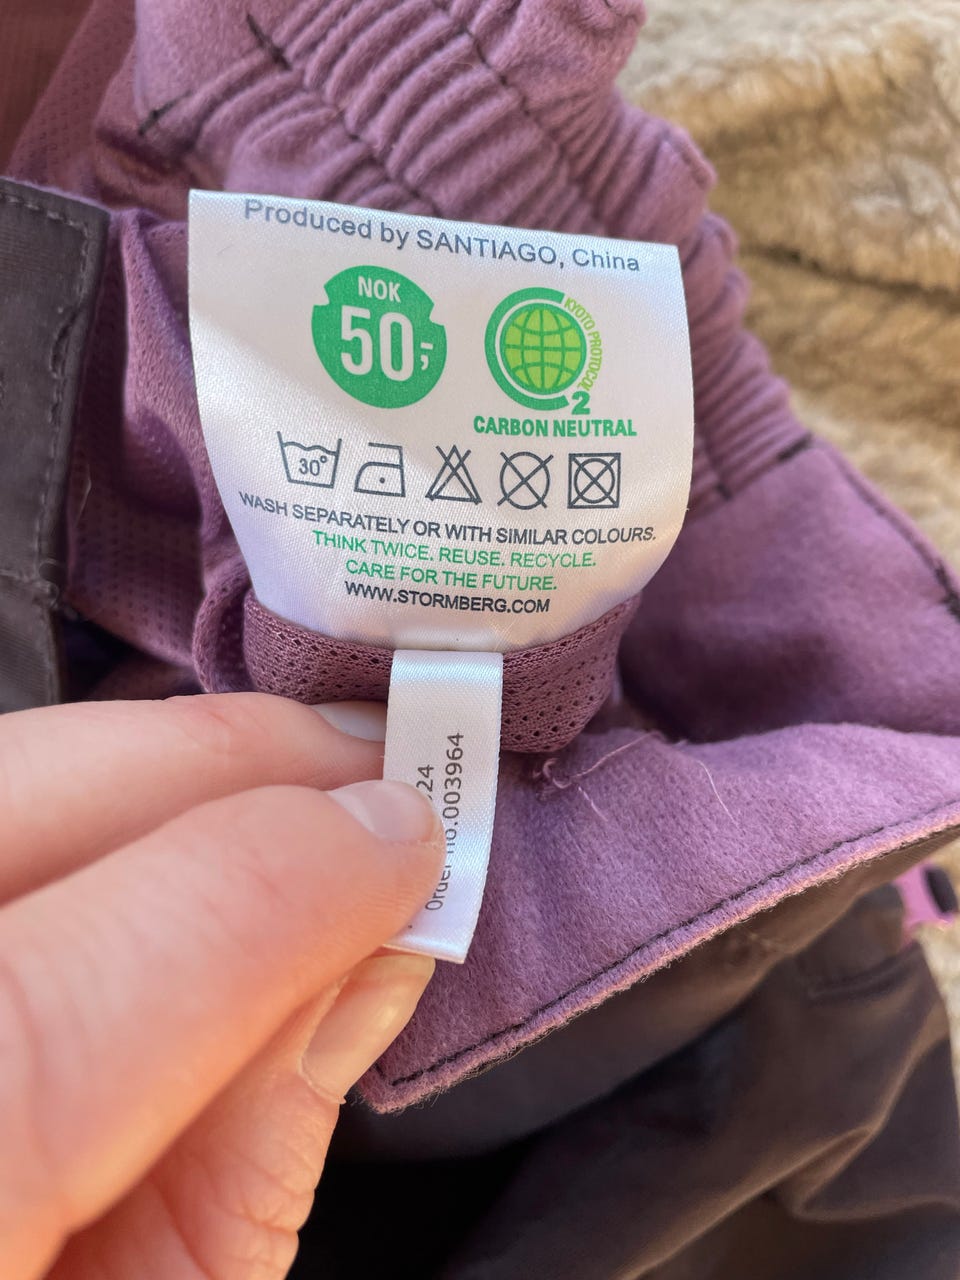 Produced by SANTIAGO, China
NOK
50,-
KYOTO PROTOCOL
2
CARBON NEUTRAL
30°
WASH SEPARATELY OR WITH SIMILAR COLOURS.
THINK TWICE. REUSE. RECYCLE.
CARE FOR THE FUTURE.
WWW.STORMBERG.COM
24
Order no.003964